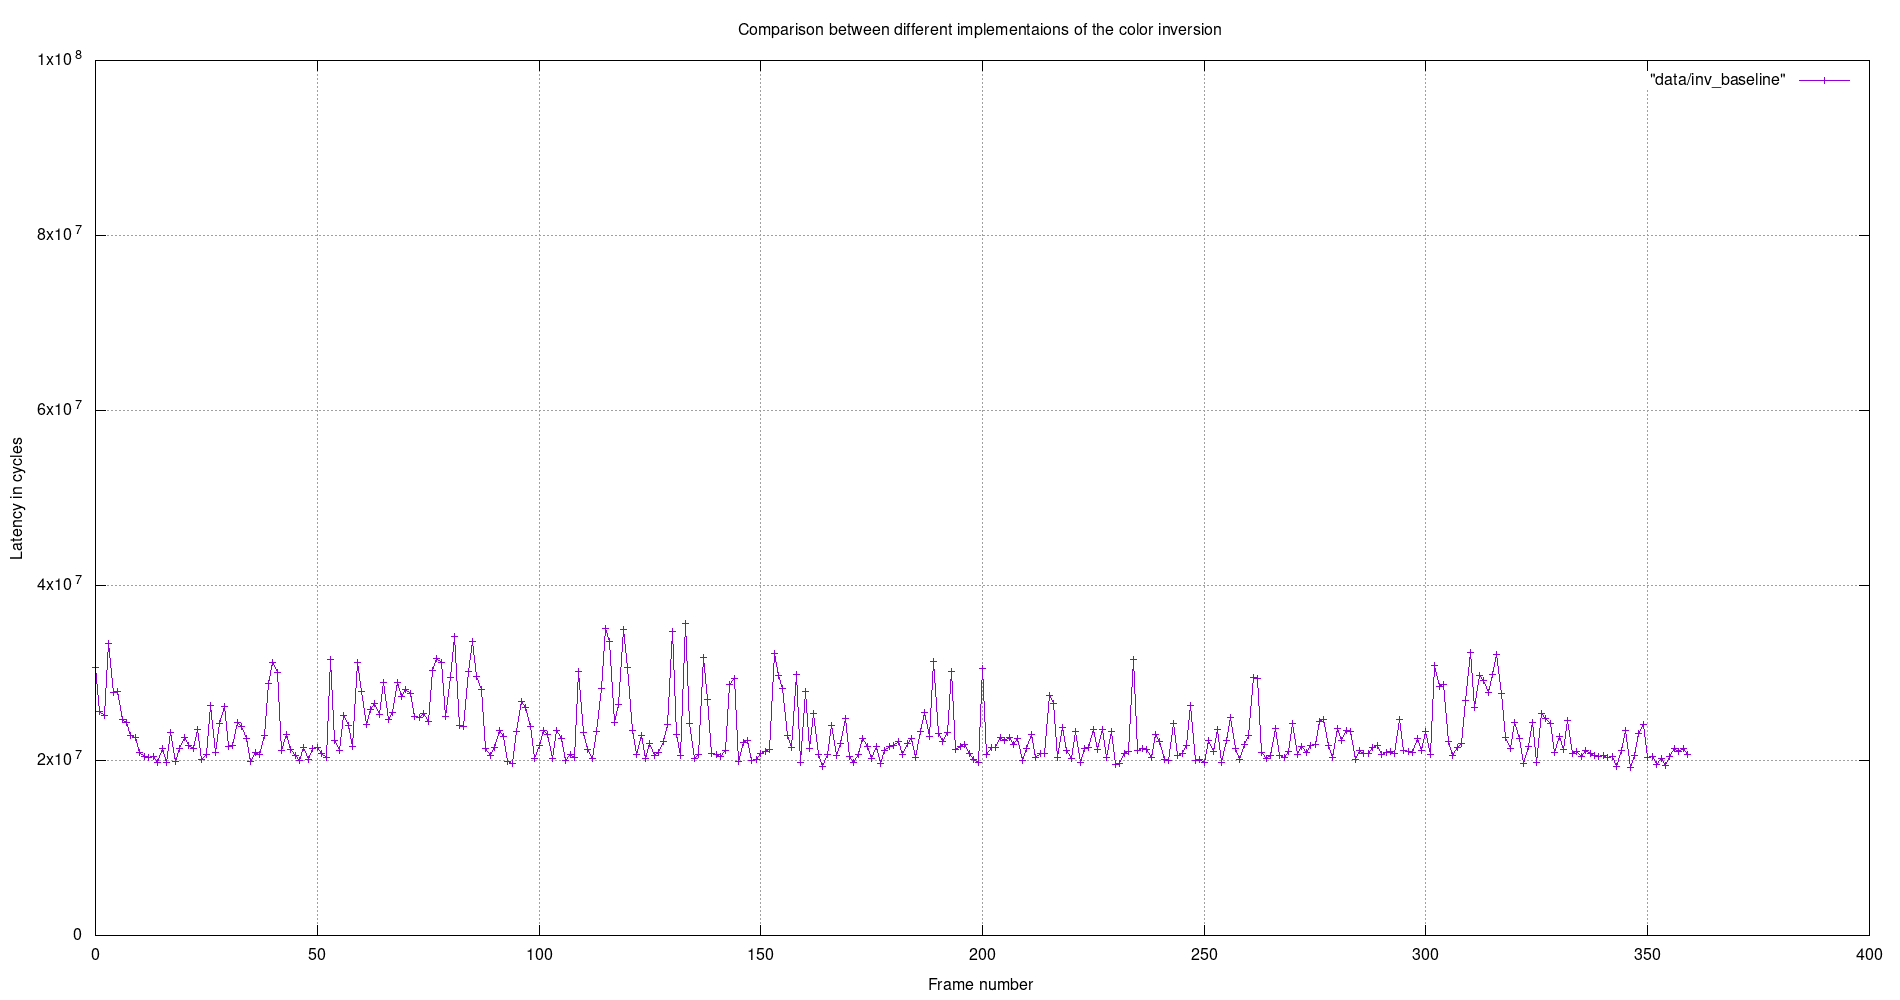 Comparison between different implementaions of the color inversion
"data/inv_baseline"
1x10^8
8x10^7
6x10^7
4x10^7
2x10^7
0
Latency in cycles
0 50 100 150 200 250 300 350 400
Frame number